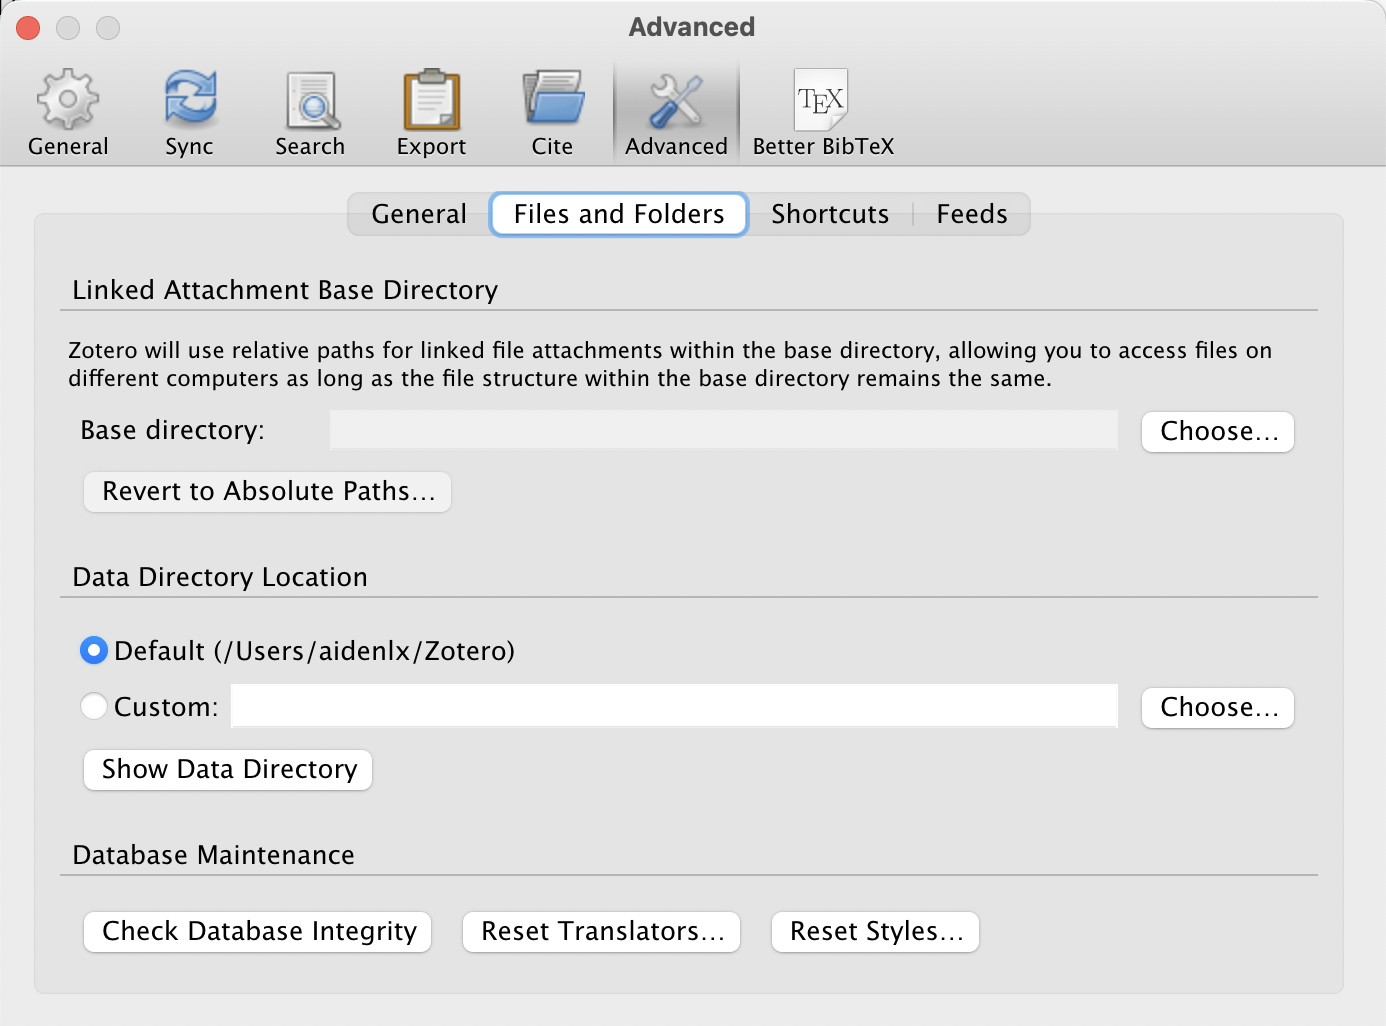 Advanced
General
Sync
Search
Export
Cite
Advanced
TEX
Better BibTeX
General
Files and Folders
Shortcuts
Feeds
Linked Attachment Base Directory
Zotero will use relative paths for linked file attachments within the base directory, allowing you to access files on
different computers as long as the file structure within the base directory remains the same.
Base directory:
Choose...
Revert to Absolute Paths...
Data Directory Location
Default (/Users/aidenlx/Zotero)
Custom:
Choose...
Show Data Directory
Database Maintenance
Check Database Integrity
Reset Translators...
Reset Styles...